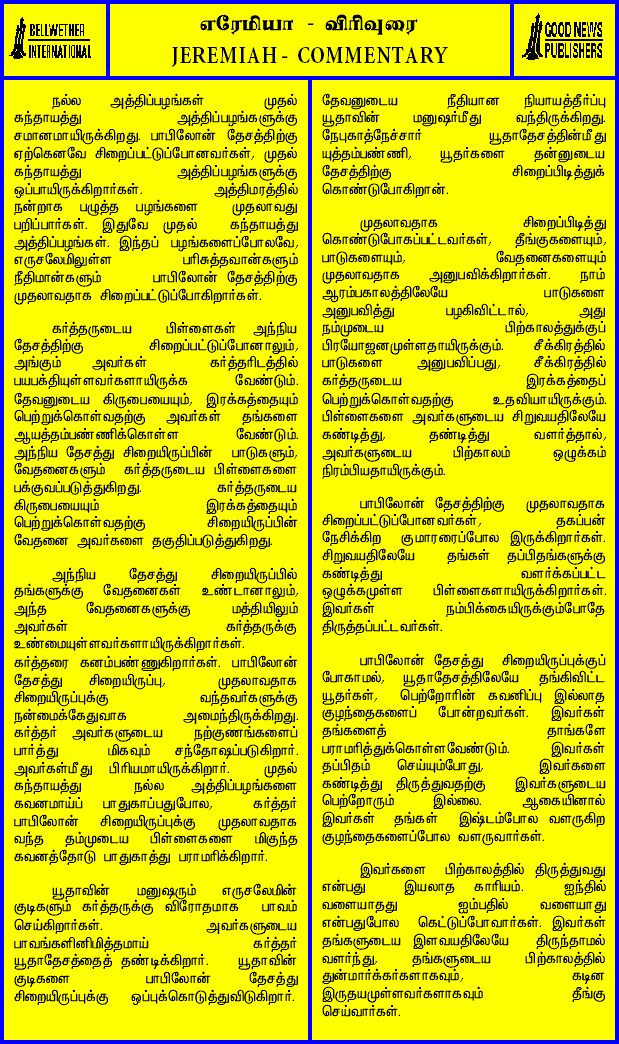 BELLWETHER
INTERNATIONAL
எரேமியா - விரிவுரை
JEREMIAH - COMMENTARY
GOOD NEWS
PUBLISHERS
நல்ல அத்திப்பழங்கள் முதல்
கந்தாயத்து அத்திப்பழங்களுக்கு
சமானமாயிருக்கிறது. பாபிலோன் தேசத்திற்கு
ஏற்கெனவே சிறைப்பட்டுப்போனவர்கள், முதல்
கந்தாயத்து அத்திப்பழங்களுக்கு
ஒப்பாயிருக்கிறார்கள். அத்திமரத்தில்
நன்றாக பழுத்த பழங்களை முதலாவது
பறிப்பார்கள். இதுவே முதல் கந்தாயத்து
அத்திப்பழங்கள். இந்தப் பழங்களைப்போலவே,
எருசலேமிலுள்ள பரிசுத்தவான்களும்
நீதிமான்களும் பாபிலோன் தேசத்திற்கு
முதலாவதாக சிறைப்பட்டுப்போகிறார்கள்.
கர்த்தருடைய பிள்ளைகள் அந்நிய
தேசத்திற்கு சிறைப்பட்டுப்போனாலும்,
அங்கும் அவர்கள் கர்த்தரிடத்தில்
பயபக்தியுள்ளவர்களாயிருக்க வேண்டும்.
தேவனுடைய கிருபையையும், இரக்கத்தையும்
பெற்றுக்கொள்வதற்கு அவர்கள் தங்களை
ஆயத்தம்பண்ணிக்கொள்ள வேண்டும்.
அந்நிய தேசத்து சிறையிருப்பின் பாடுகளும்,
வேதனைகளும் கர்த்தருடைய பிள்ளைகளை
பக்குவப்படுத்துகிறது. கர்த்தருடைய
கிருபையையும் இரக்கத்தையும்
பெற்றுக்கொள்வதற்கு சிறையிருப்பின்
வேதனை அவர்களை தகுதிப்படுத்துகிறது.
அந்நிய தேசத்து சிறையிருப்பில்
தங்களுக்கு வேதனைகள் உண்டானாலும்,
அந்த வேதனைகளுக்கு மத்தியிலும்
அவர்கள் கர்த்தருக்கு
உண்மையுள்ளவர்களாயிருக்கிறார்கள்.
கர்த்தரை கனம்பண்ணுகிறார்கள். பாபிலோன்
தேசத்து சிறையிருப்பு, முதலாவதாக
சிறையிருப்புக்கு வந்தவர்களுக்கு
நன்மைக்கேதுவாக அமைந்திருக்கிறது.
கர்த்தர் அவர்களுடைய நற்குணங்களைப்
பார்த்து மிகவும் சந்தோஷப்படுகிறார்.
அவர்கள்மீது பிரியமாயிருக்கிறார். முதல்
கந்தாயத்து நல்ல அத்திப்பழங்களை
கவனமாய்ப் பாதுகாப்பதுபோல, கர்த்தர்
பாபிலோன் சிறையிருப்புக்கு முதலாவதாக
வந்த தம்முடைய பிள்ளைகளை மிகுந்த
கவனத்தோடு பாதுகாத்து பராமரிக்கிறார்.
யூதாவின் மனுஷரும் எருசலேமின்
குடிகளும் கர்த்தருக்கு விரோதமாக பாவம்
செய்கிறார்கள். அவர்களுடைய
பாவங்களினிமித்தமாய் கர்த்தர்
யூதாதேசத்தைத் தண்டிக்கிறார். யூதாவின்
குடிகளை பாபிலோன் தேசத்து
சிறையிருப்புக்கு ஒப்புக்கொடுத்துவிடுகிறார்.
தேவனுடைய நீதியான நியாயத்தீர்ப்பு
யூதாவின் மனுஷர்மீது வந்திருக்கிறது.
நேபுகாத்நேச்சார் யூதாதேசத்தின்மீது
யுத்தம்பண்ணி, யூதர்களை தன்னுடைய
தேசத்திற்கு சிறைப்பிடித்துக்
கொண்டுபோகிறான்.
முதலாவதாக சிறைப்பிடித்து
கொண்டுபோகப்பட்டவர்கள், தீங்குகளையும்,
பாடுகளையும், வேதனைகளையும்
முதலாவதாக அனுபவிக்கிறார்கள். நாம்
ஆரம்பகாலத்திலேயே பாடுகளை
அனுபவித்து பழகிவிட்டால், அது
நம்முடைய பிற்காலத்துக்குப்
பிரயோஜனமுள்ளதாயிருக்கும். சீக்கிரத்தில்
பாடுகளை அனுபவிப்பது, சீக்கிரத்தில்
கர்த்தருடைய இரக்கத்தைப்
பெற்றுக்கொள்வதற்கு உதவியாயிருக்கும்.
பிள்ளைகளை அவர்களுடைய சிறுவயதிலேயே
கண்டித்து, தண்டித்து வளர்த்தால்,
அவர்களுடைய பிற்காலம் ஒழுக்கம்
நிரம்பியதாயிருக்கும்.
பாபிலோன் தேசத்திற்கு முதலாவதாக
சிறைப்பட்டுப்போனவர்கள், தகப்பன்
நேசிக்கிற குமாரரைப்போல இருக்கிறார்கள்.
சிறுவயதிலேயே தங்கள் தப்பிதங்களுக்கு
கண்டித்து வளர்க்கப்பட்ட
ஒழுக்கமுள்ள பிள்ளைகளாயிருக்கிறார்கள்.
இவர்கள் நம்பிக்கையிருக்கும்போதே
திருத்தப்பட்டவர்கள்.
பாபிலோன் தேசத்து சிறையிருப்புக்குப்
போகாமல், யூதாதேசத்திலேயே தங்கிவிட்ட
யூதர்கள், பெற்றோரின் கவனிப்பு இல்லாத
குழந்தைகளைப் போன்றவர்கள். இவர்கள்
தங்களைத் தாங்களே
பராமரித்துக்கொள்ளவேண்டும். இவர்கள்
தப்பிதம் செய்யும்போது, இவர்களை
கண்டித்து திருத்துவதற்கு இவர்களுடைய
பெற்றோரும் இல்லை. ஆகையினால்
இவர்கள் தங்கள் இஷ்டம்போல வளருகிற
குழந்தைகளைப்போல வளருவார்கள்.
இவர்களை பிற்காலத்தில் திருத்துவது
என்பது இயலாத காரியம். ஐந்தில்
வளையாதது ஐம்பதில் வளையாது
என்பதுபோல கெட்டுப்போவார்கள். இவர்கள்
தங்களுடைய இளவயதிலேயே திருந்தாமல்
வளர்ந்து, தங்களுடைய பிற்காலத்தில்
துன்மார்க்கர்களாகவும், கடின
இருதயமுள்ளவர்களாகவும் தீங்கு
செய்வார்கள்.